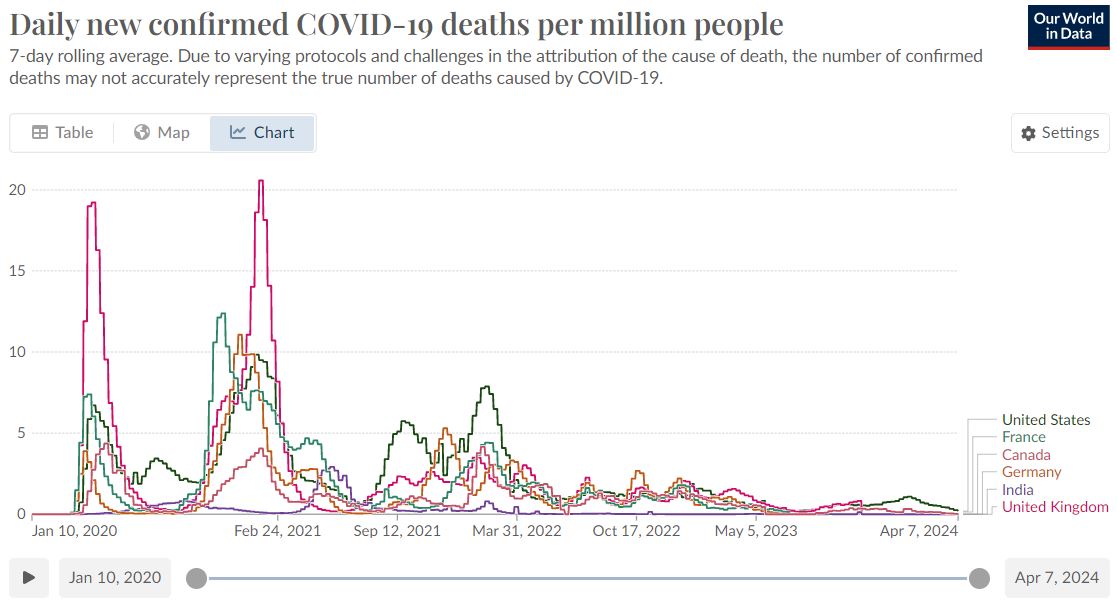 Daily new confirmed COVID-19 deaths per million people
Our World
in Data
7-day rolling average. Due to varying protocols and challenges in the attribution of the cause of death, the number of confirmed
deaths may not accurately represent the true number of deaths caused by COVID-19.
Table
Map
Chart
Settings
20
15
10
5
0
United States
France
Canada
Germany
India
United Kingdom
Jan 10, 2020
Feb 24, 2021
Sep 12, 2021
Mar 31, 2022
Oct 17, 2022
May 5, 2023
Apr 7, 2024
Jan 10, 2020
Apr 7, 2024